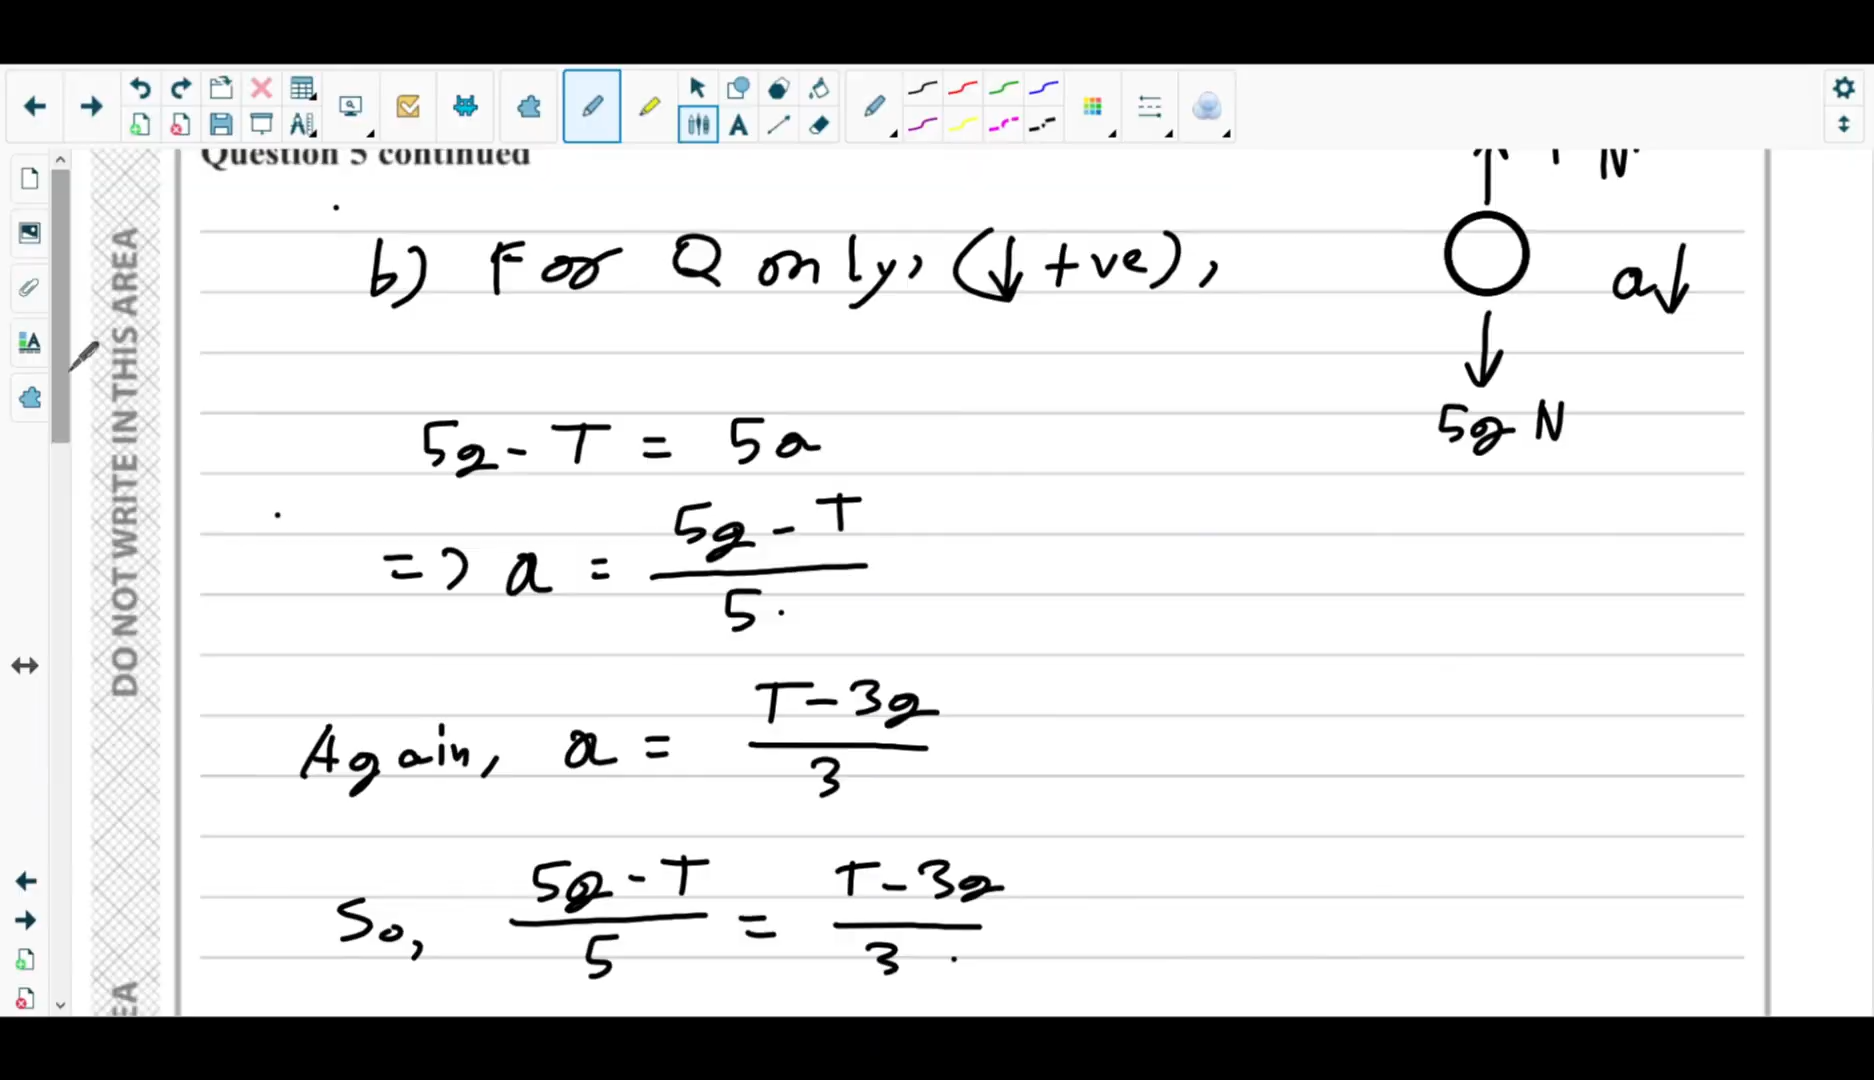 Question 5 continued
T N
b) For Q only, (↓ +ve),
a↓
5g N
5g - T = 5a
=> a = (5g - T)/5
Again, a = (T - 3g)/3
So, (5g - T)/5 = (T - 3g)/3
DO NOT WRITE IN THIS AREA
EA